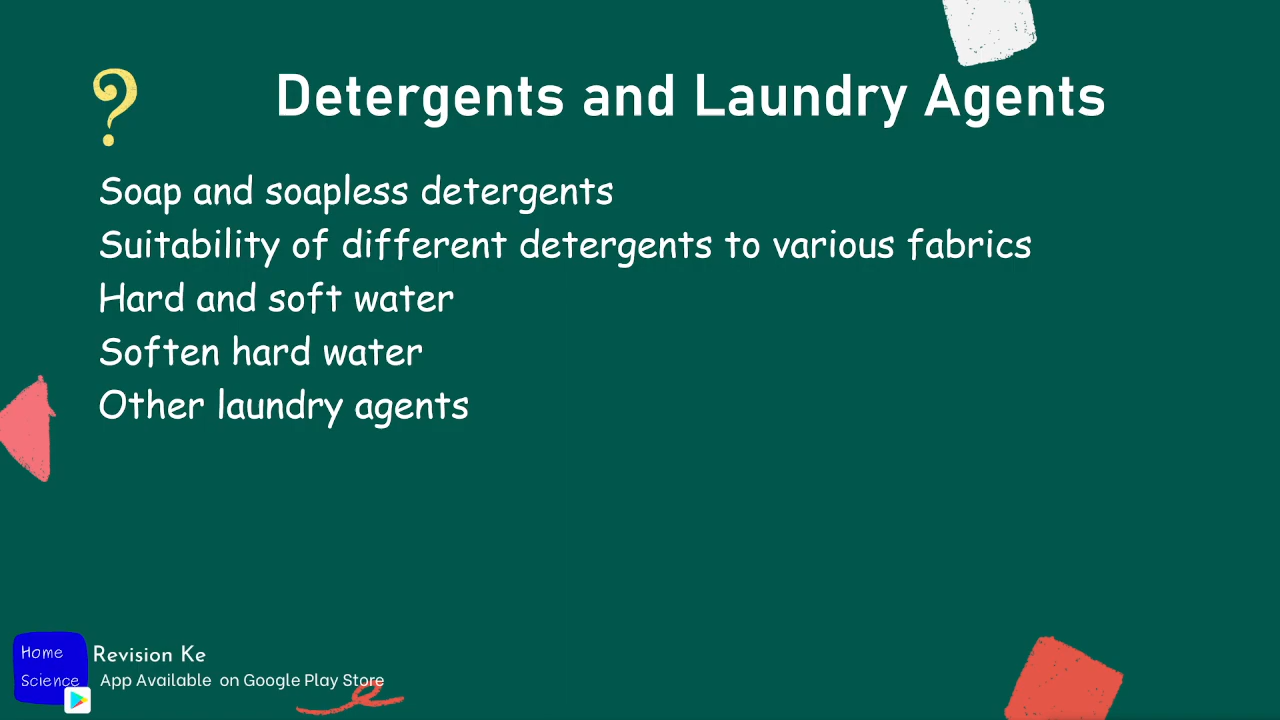 ?
Detergents and Laundry Agents
Soap and soapless detergents
Suitability of different detergents to various fabrics
Hard and soft water
Soften hard water
Other laundry agents
Home
Science
Revision Ke
App Available on Google Play Store